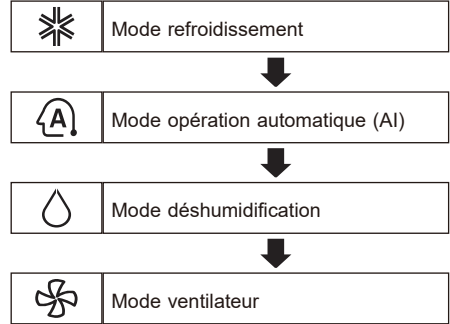 Mode refroidissement
A
Mode opération automatique (AI)
Mode déshumidification
Mode ventilateur